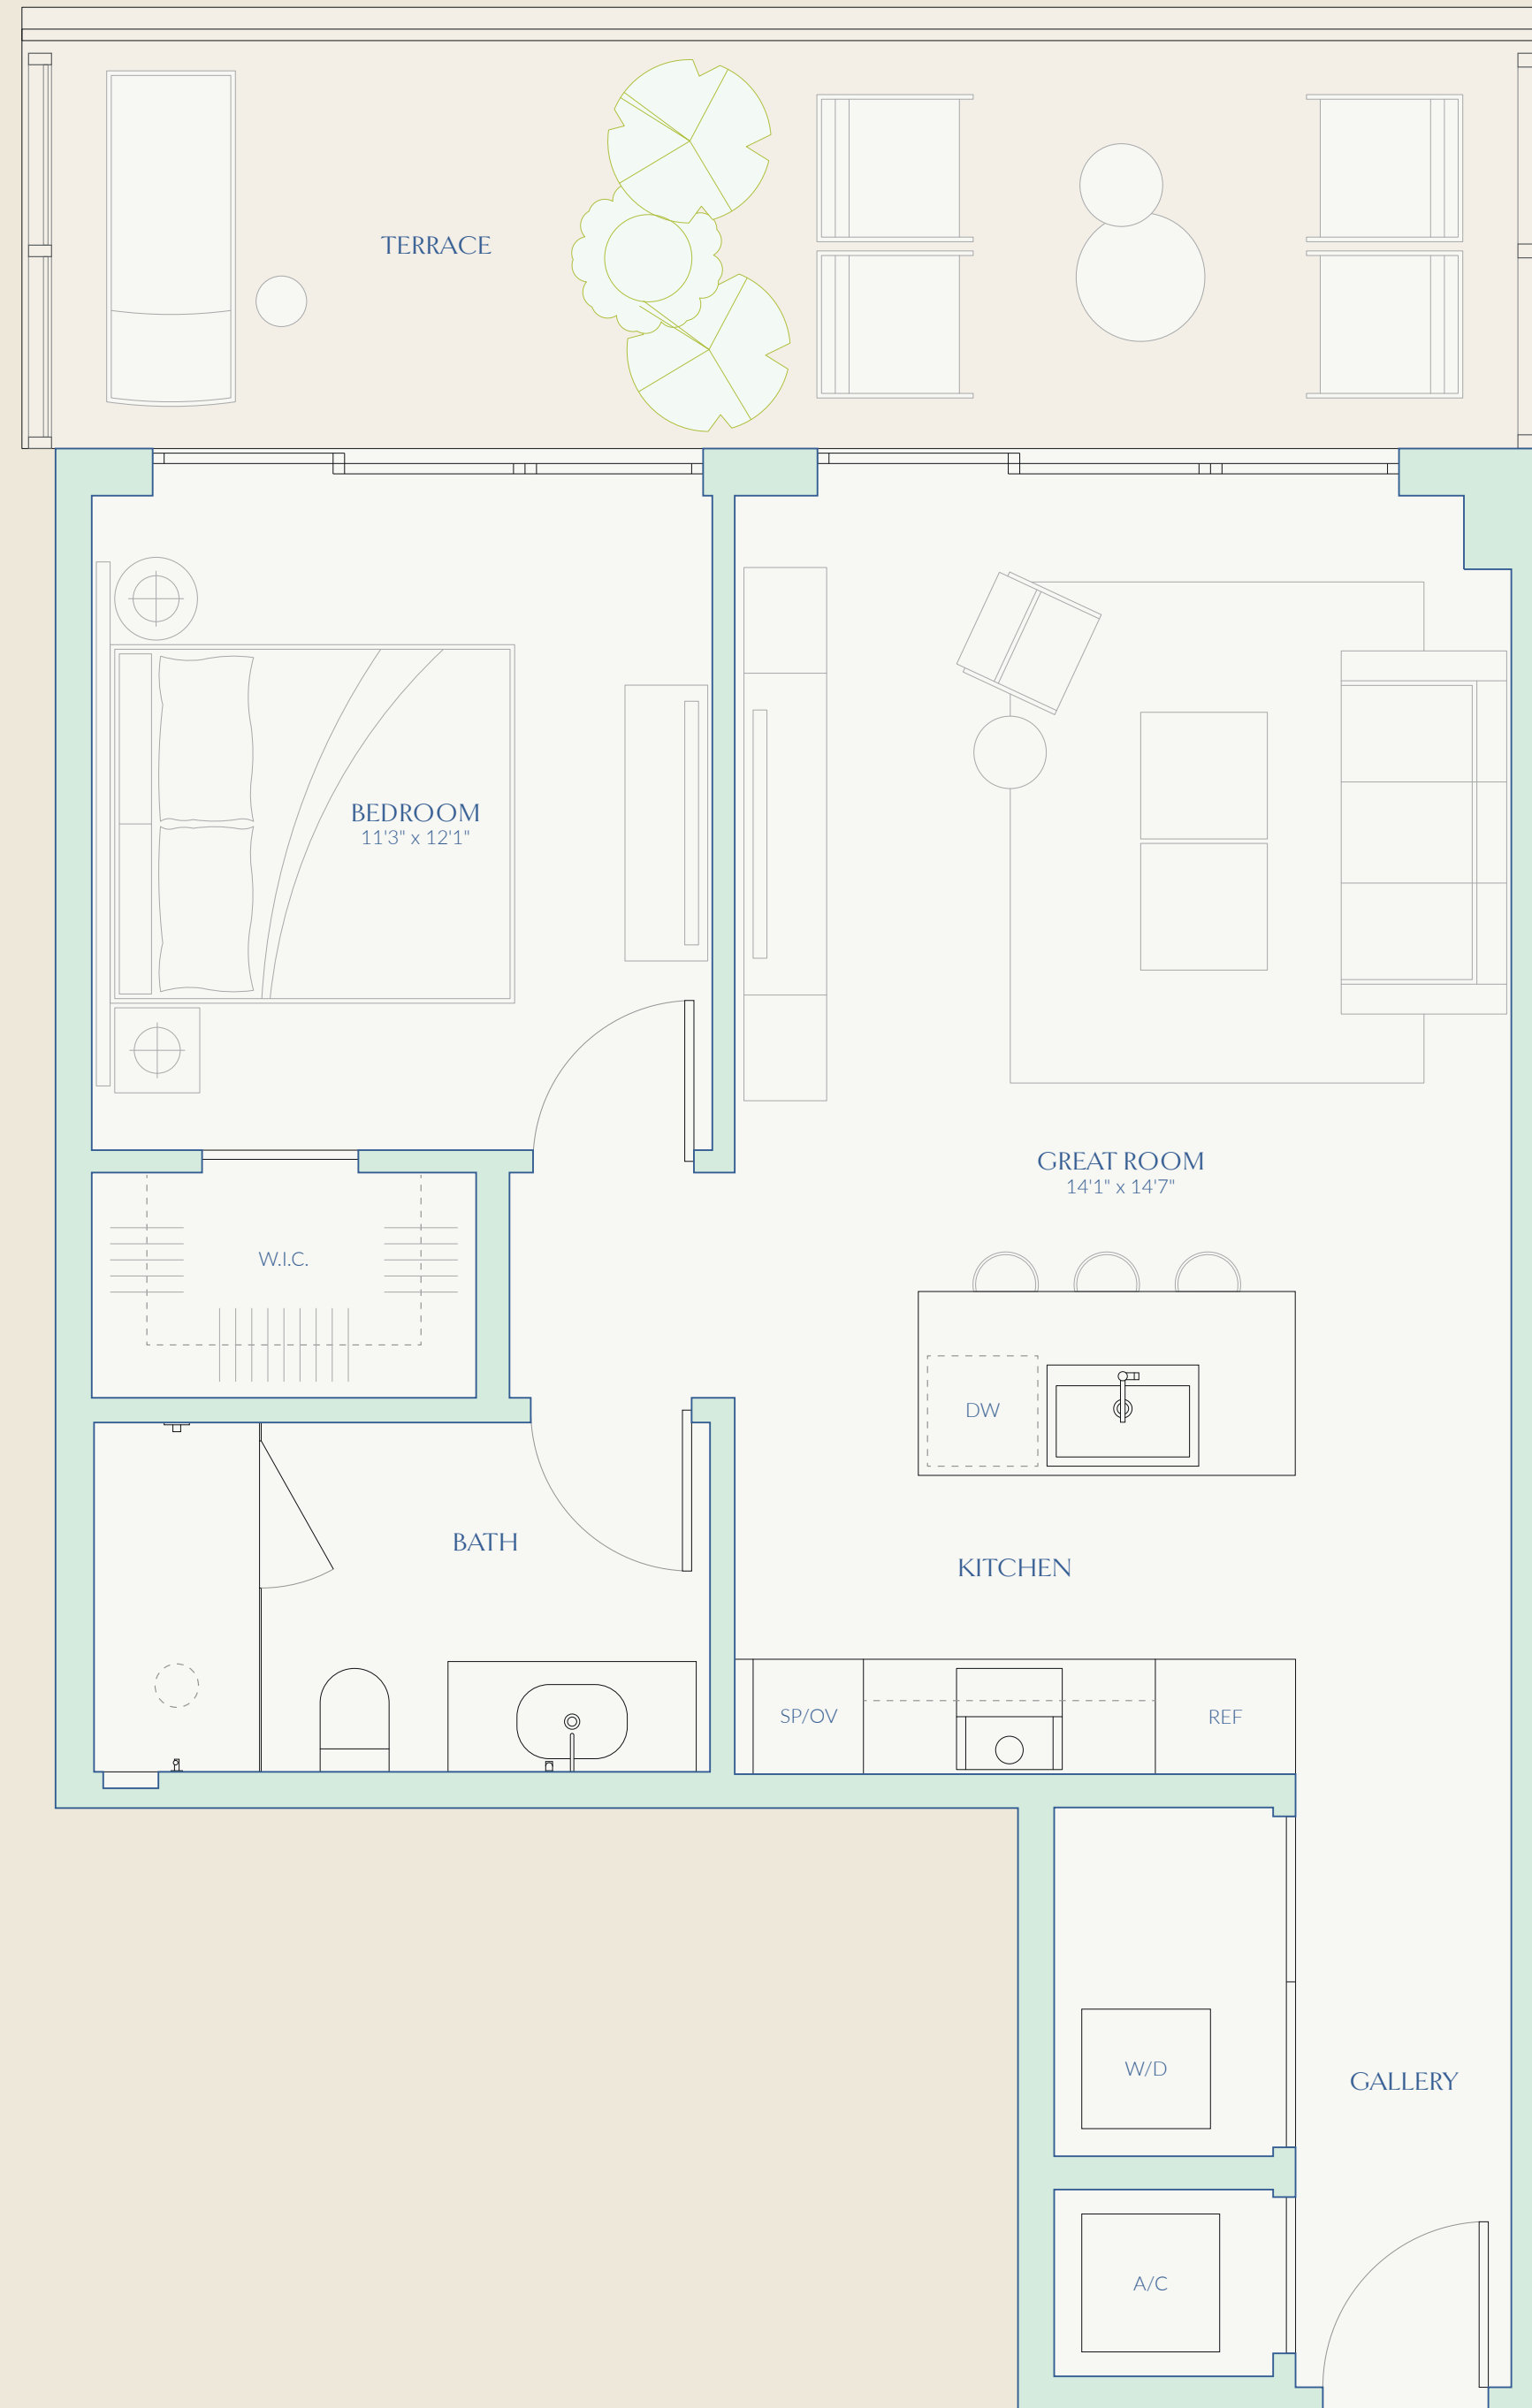 TERRACE
BEDROOM
11'3" x 12'1"
GREAT ROOM
14'1" x 14'7"
W.I.C.
DW
BATH
KITCHEN
SP/OV
REF
W/D
GALLERY
A/C